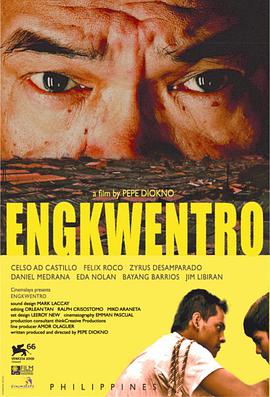 a film by PEPE DIOKNO
ENGKWENTRO
CELSO AD CASTILLO FELIX ROCO ZYRUS DESAMPARADO
DANIEL MEDRANA EDA NOLAN BAYANG BARRIOS JIM LIBIRAN
Cinemalaya presents
ENGKWENTRO
sound design MARK LACCAY
editing ORLEAN TAN RALPH CRISOSTOMO MIKO ARANETA
set design LEEROY NEW cinematography EMMAN PASCUAL
production consultant thinkCreative Productions
line producer AMOR OLAGUER
written produced and directed by PEPE DIOKNO
66
PHILIPPINES